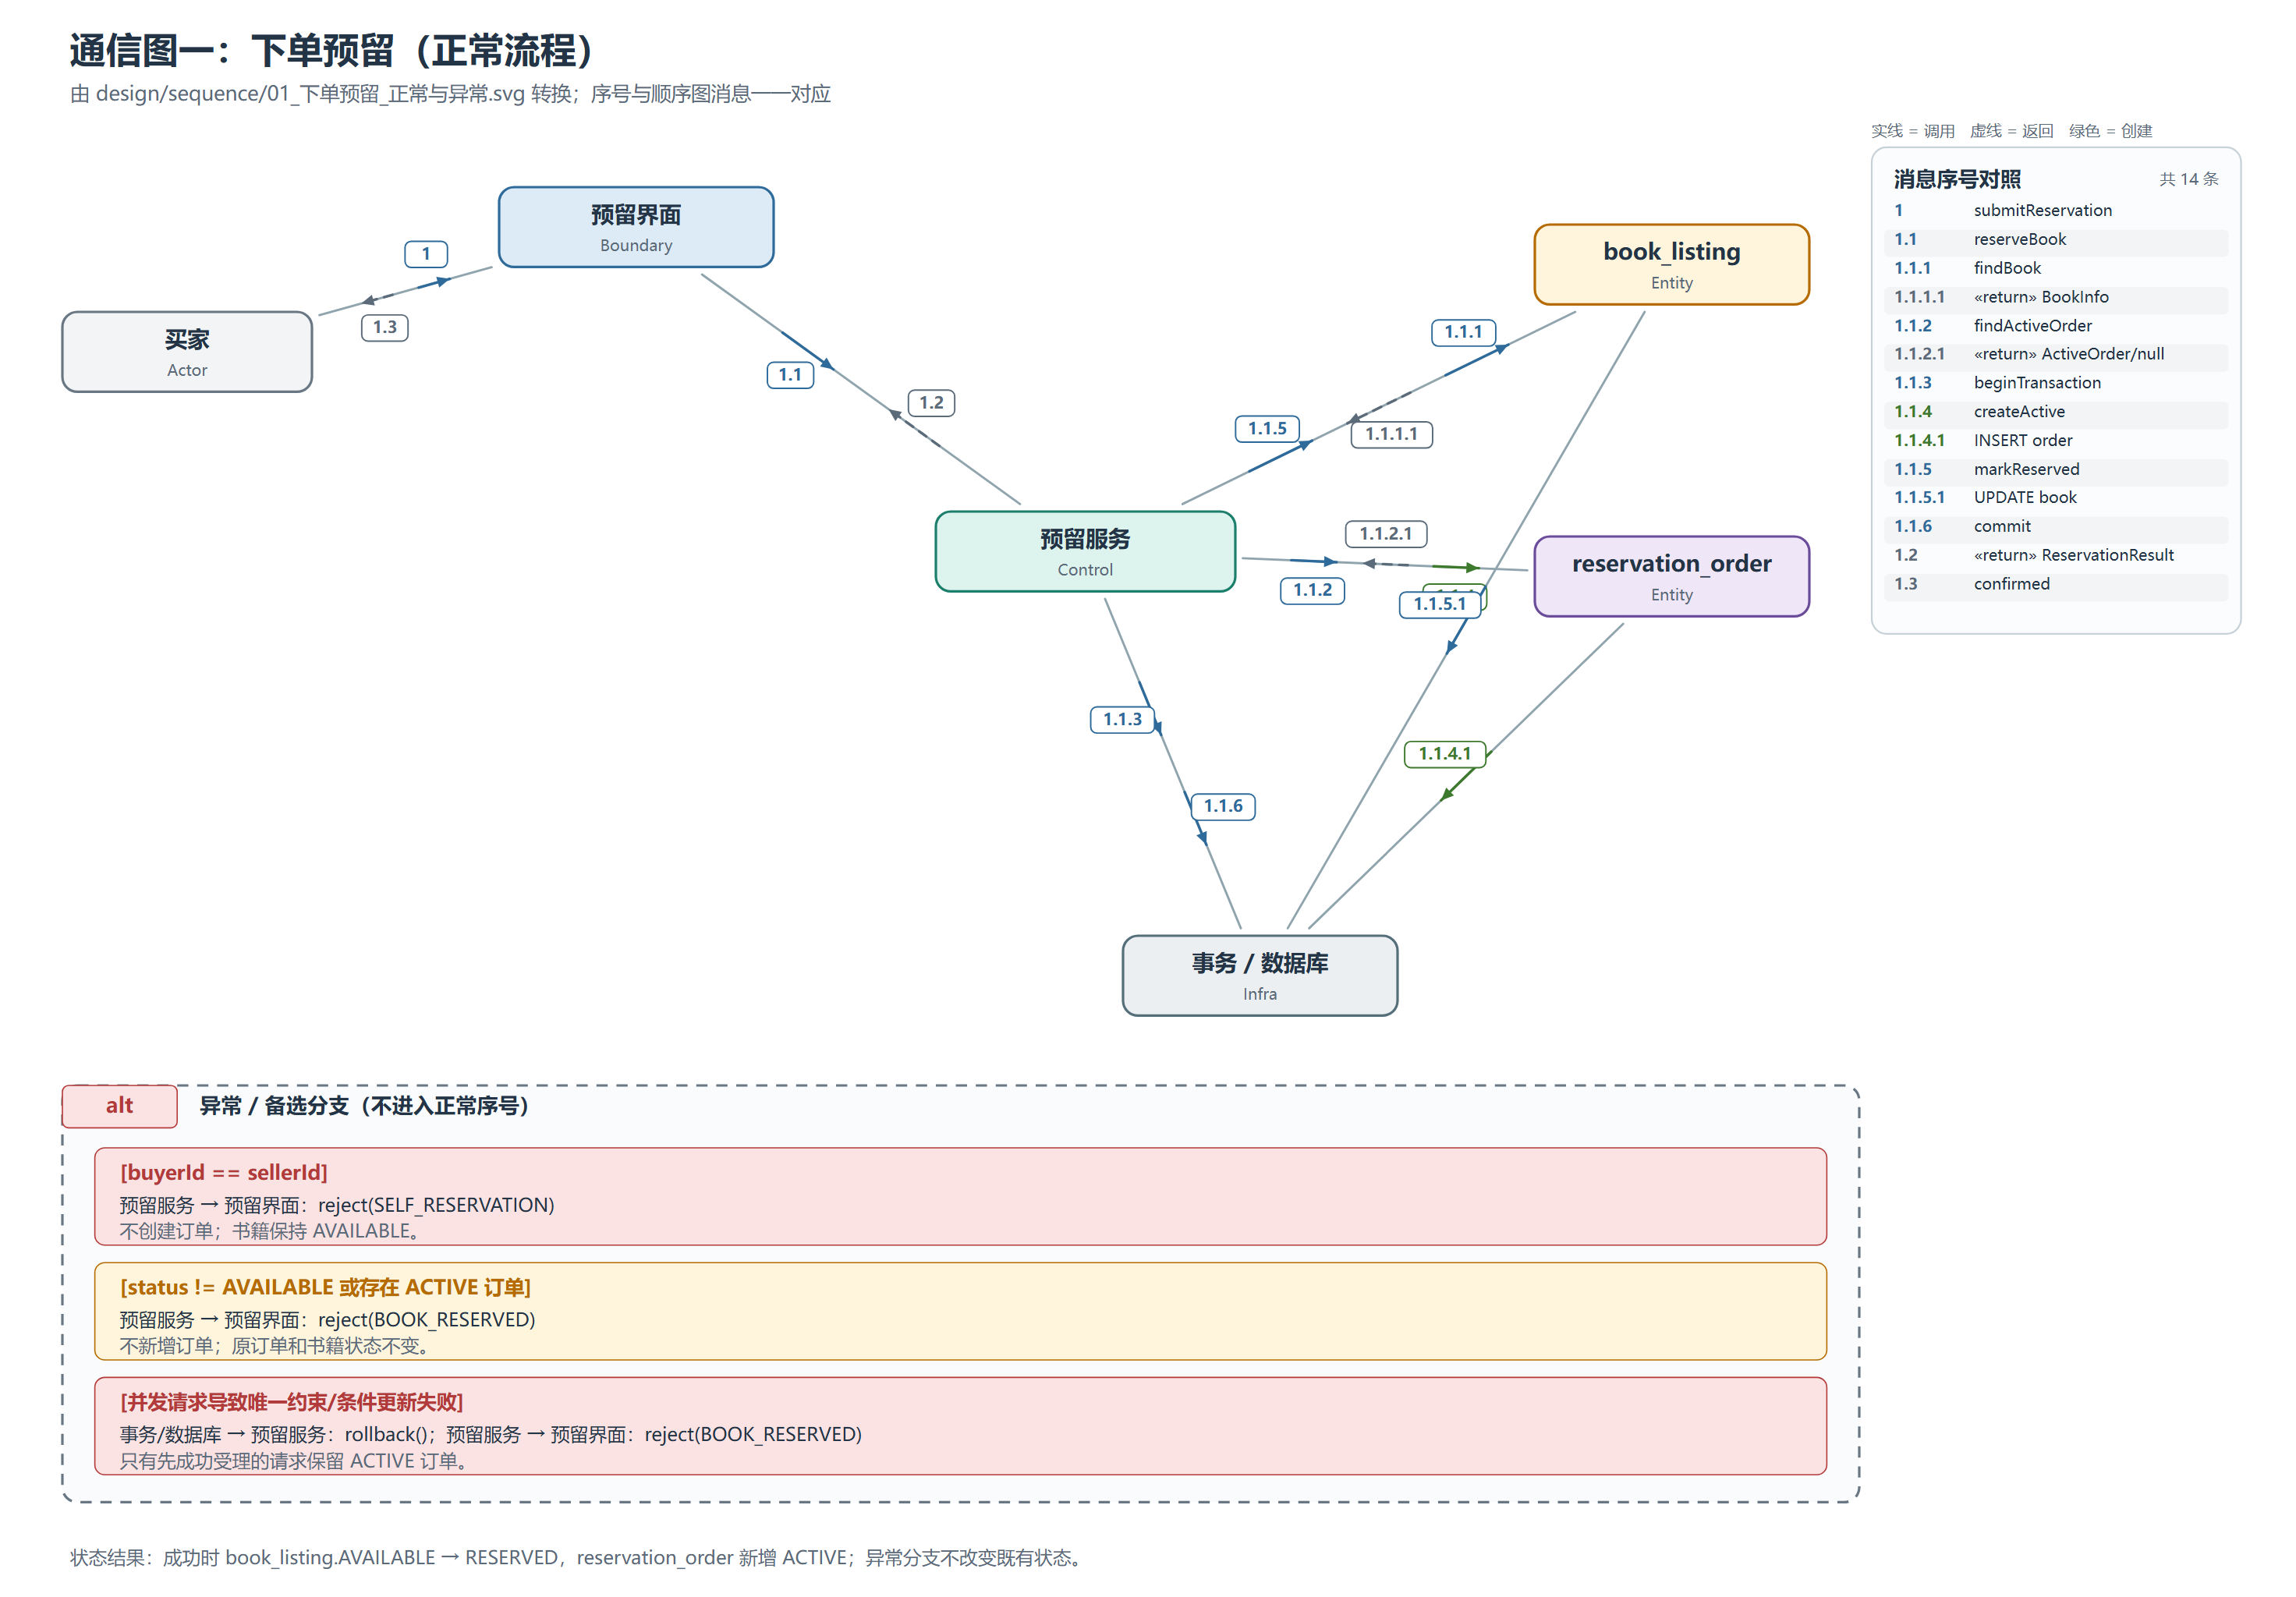 通信图一：下单预留（正常流程）
由 design/sequence/01_下单预留_正常与异常.svg 转换；序号与顺序图消息一一对应
实线 = 调用 虚线 = 返回 绿色 = 创建
消息序号对照 共 14 条
1 submitReservation
1.1 reserveBook
1.1.1 findBook
1.1.1.1 «return» BookInfo
1.1.2 findActiveOrder
1.1.2.1 «return» ActiveOrder/null
1.1.3 beginTransaction
1.1.4 createActive
1.1.4.1 INSERT order
1.1.5 markReserved
1.1.5.1 UPDATE book
1.1.6 commit
1.2 «return» ReservationResult
1.3 confirmed
预留界面
Boundary
book_listing
Entity
1
1.3
买家
Actor
1.1
1.2
1.1.1
1.1.5
1.1.1.1
预留服务
Control
1.1.2.1
1.1.2
1.1.5.1
reservation_order
Entity
1.1.3
1.1.4.1
1.1.6
事务 / 数据库
Infra
alt
异常 / 备选分支（不进入正常序号）
[buyerId == sellerId]
预留服务 → 预留界面：reject(SELF_RESERVATION)
不创建订单；书籍保持 AVAILABLE。
[status != AVAILABLE 或存在 ACTIVE 订单]
预留服务 → 预留界面：reject(BOOK_RESERVED)
不新增订单；原订单和书籍状态不变。
[并发请求导致唯一约束/条件更新失败]
事务/数据库 → 预留服务：rollback()；预留服务 → 预留界面：reject(BOOK_RESERVED)
只有先成功受理的请求保留 ACTIVE 订单。
状态结果：成功时 book_listing.AVAILABLE → RESERVED，reservation_order 新增 ACTIVE；异常分支不改变既有状态。